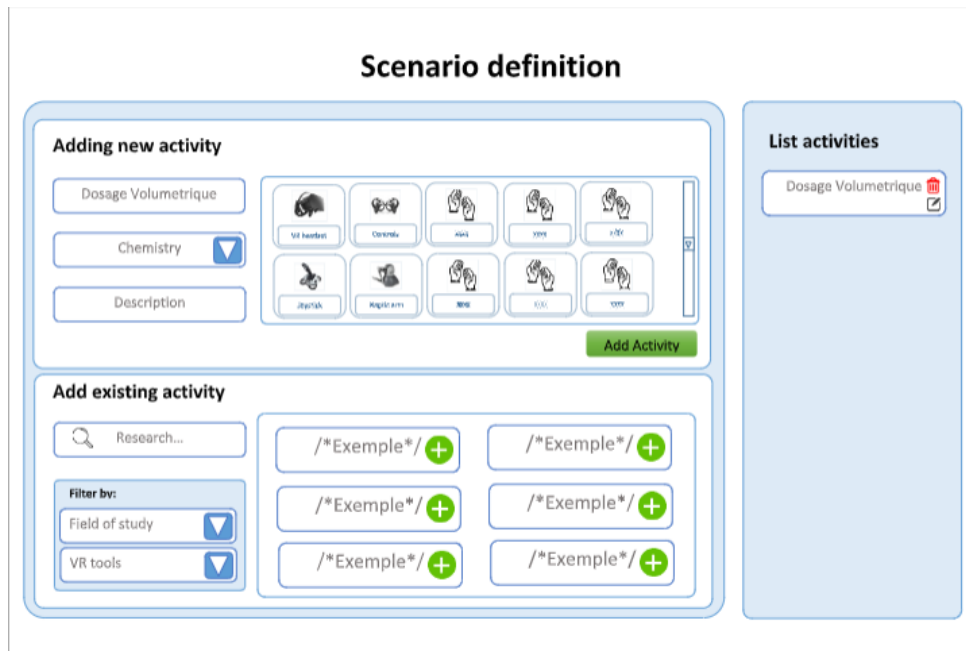 Scenario definition
Adding new activity
Dosage Volumetrique
Chemistry
Description
VR headset
Joystick
Haptic arm
Add Activity
Add existing activity
Research...
Filter by:
Field of study
VR tools
/*Exemple*/
/*Exemple*/
/*Exemple*/
/*Exemple*/
/*Exemple*/
/*Exemple*/
List activities
Dosage Volumetrique